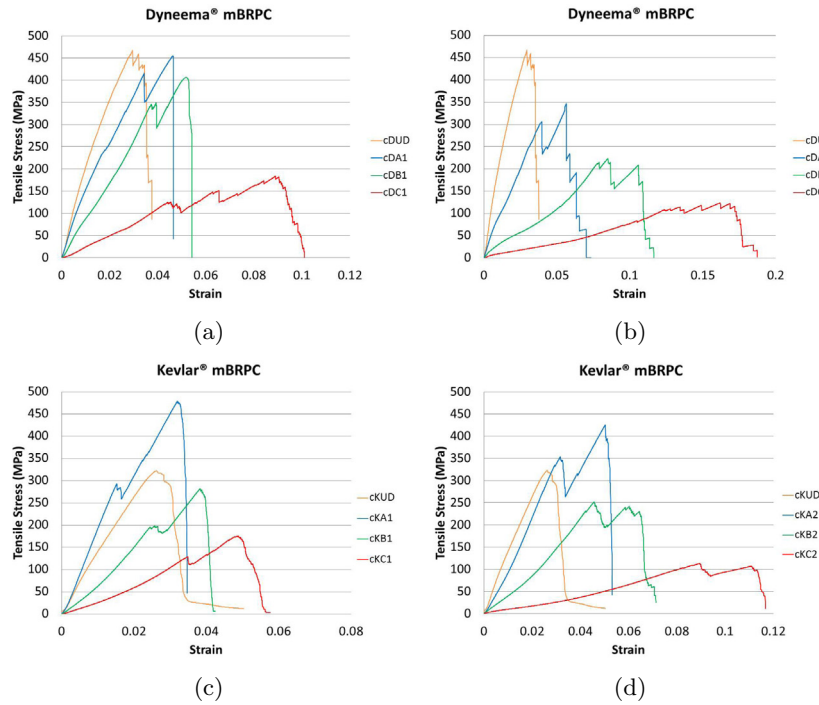 Dyneema® mBRPC
500
450
400
350
300
250
200
150
100
50
0
Tensile Stress (MPa)
0 0.02 0.04 0.06 0.08 0.1 0.12
Strain
cDUD
cDA1
cDB1
cDC1
(a)
Dyneema® mBRPC
500
450
400
350
300
250
200
150
100
50
0
Tensile Stress (MPa)
0 0.05 0.1 0.15 0.2
Strain
(b)
Kevlar® mBRPC
500
450
400
350
300
250
200
150
100
50
0
Tensile Stress (MPa)
0 0.02 0.04 0.06 0.08
Strain
cKUD
cKA1
cKB1
cKC1
(c)
Kevlar® mBRPC
500
450
400
350
300
250
200
150
100
50
0
Tensile Stress (MPa)
0 0.02 0.04 0.06 0.08 0.1 0.12
Strain
cKUD
cKA2
cKB2
cKC2
(d)